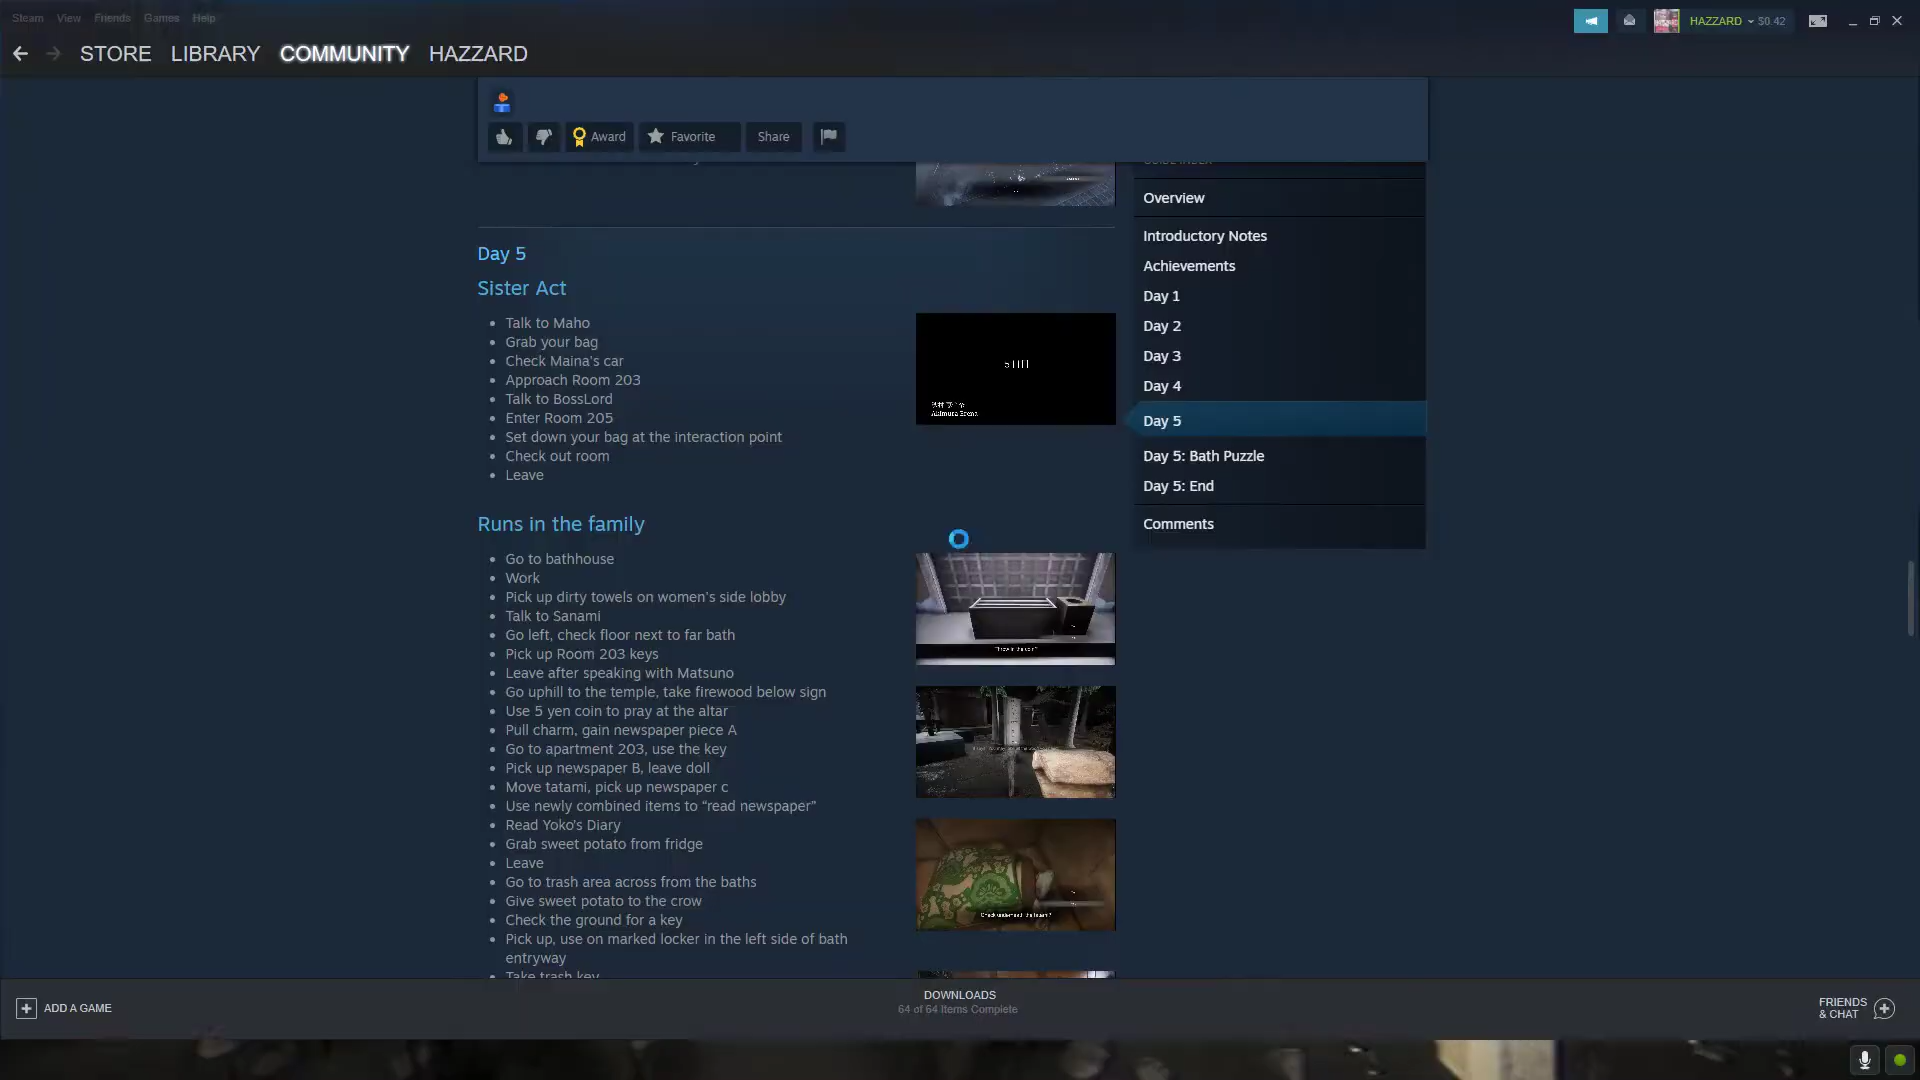 Steam View Friends Games Help
HAZZARD $0.42
STORE LIBRARY COMMUNITY HAZZARD
Award Favorite Share
Overview
Introductory Notes
Achievements
Day 1
Day 2
Day 3
Day 4
Day 5
Day 5: Bath Puzzle
Day 5: End
Comments
Day 5
Sister Act
Talk to Maho
Grab your bag
Check Maina's car
Approach Room 203
Talk to BossLord
Enter Room 205
Set down your bag at the interaction point
Check out room
Leave
Runs in the family
Go to bathhouse
Work
Pick up dirty towels on women's side lobby
Talk to Sanami
Go left, check floor next to far bath
Pick up Room 203 keys
Leave after speaking with Matsuno
Go uphill to the temple, take firewood below sign
Use 5 yen coin to pray at the altar
Pull charm, gain newspaper piece A
Go to apartment 203, use the key
Pick up newspaper B, leave doll
Move tatami, pick up newspaper c
Use newly combined items to “read newspaper”
Read Yoko's Diary
Grab sweet potato from fridge
Leave
Go to trash area across from the baths
Give sweet potato to the crow
Check the ground for a key
Pick up, use on marked locker in the left side of bath
entryway
Take trash key
ADD A GAME
DOWNLOADS
64 of 64 Items Complete
FRIENDS
& CHAT